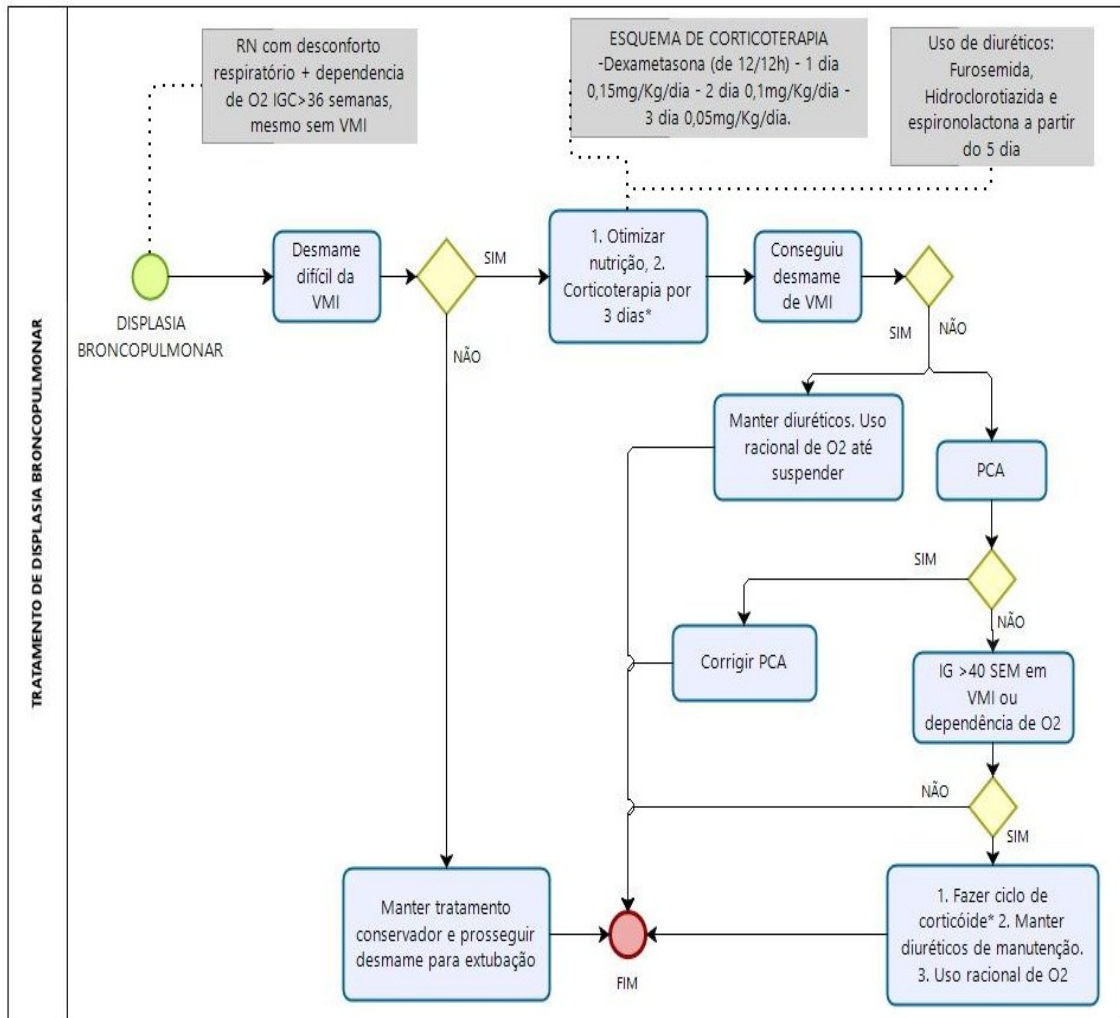 TRATAMENTO DE DISPLASIA BRONCOPULMONAR
RN com desconforto
respiratório + dependencia
de O2 IGC>36 semanas,
mesmo sem VMI
ESQUEMA DE CORTICOTERAPIA
-Dexametasona (de 12/12h) - 1 dia
0,15mg/Kg/dia - 2 dia 0,1mg/Kg/dia -
3 dia 0,05mg/Kg/dia.
Uso de diuréticos:
Furosemida,
Hidroclorotiazida e
espironolactona a partir
do 5 dia
DISPLASIA
BRONCOPULMONAR
Desmame
difícil da
VMI
SIM
NÃO
1. Otimizar
nutrição, 2.
Corticoterapia por
3 dias*
Conseguiu
desmame
de VMI
SIM
NÃO
Manter diuréticos. Uso
racional de O2 até
suspender
PCA
SIM
NÃO
Corrigir PCA
IG >40 SEM em
VMI ou
dependência de O2
NÃO
SIM
Manter tratamento
conservador e prosseguir
desmame para extubação
FIM
1. Fazer ciclo de
corticóide* 2. Manter
diuréticos de manutenção.
3. Uso racional de O2